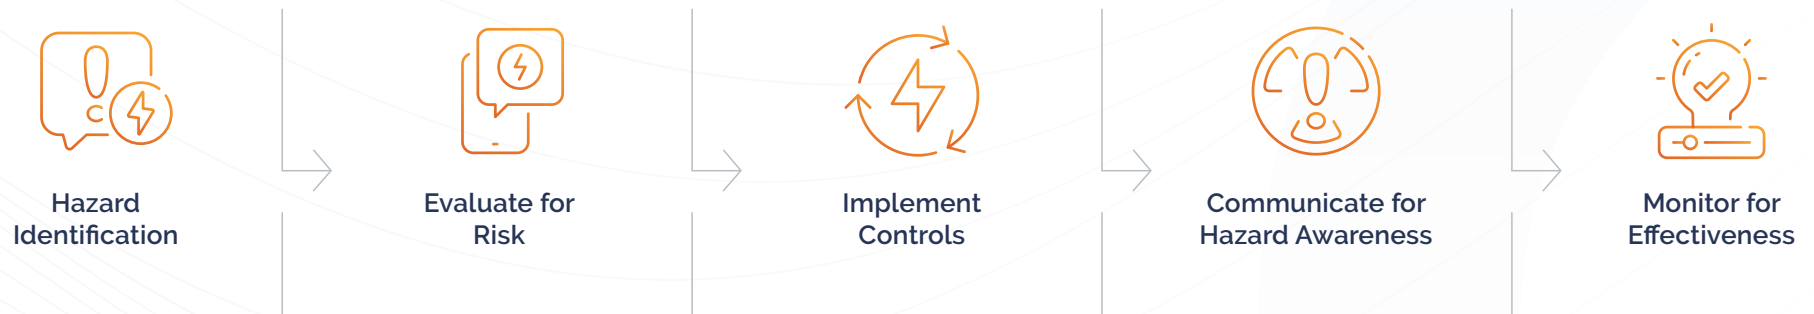 Hazard
Identification
Evaluate for
Risk
Implement
Controls
Communicate for
Hazard Awareness
Monitor for
Effectiveness